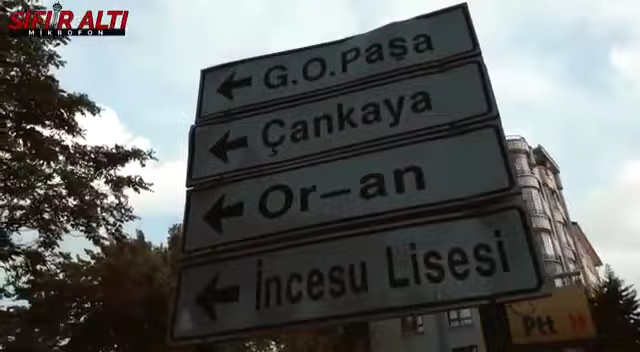 SIFIR ALTI
MİKROFON
G.O.Paşa
Çankaya
Or-an
İncesu Lisesi
Ptt